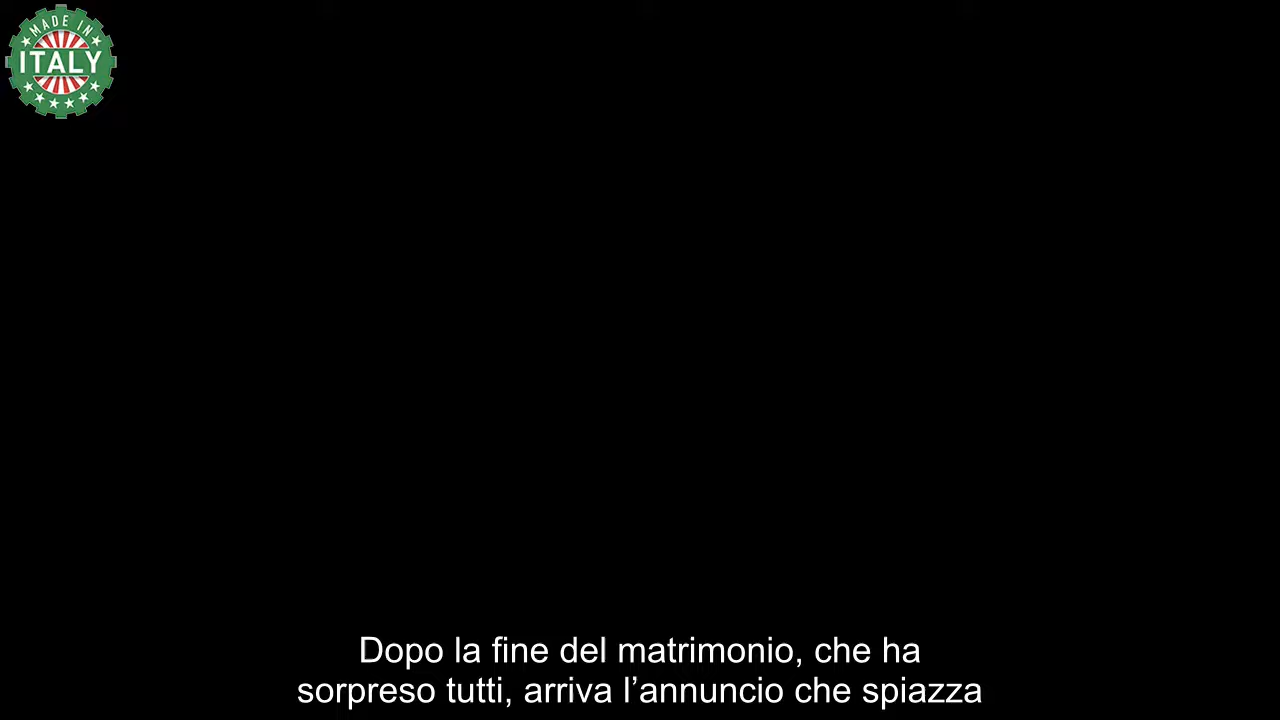 MADE IN
ITALY
Dopo la fine del matrimonio, che ha
sorpreso tutti, arriva l’annuncio che spiazza